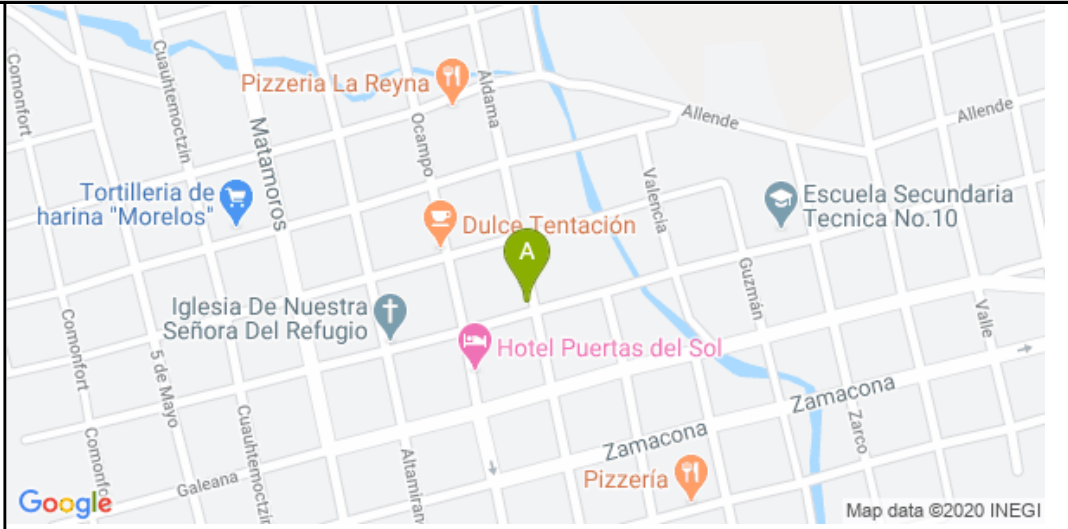 Comonfort
Cuauhtemoctzin
Pizzeria La Reyna
Aldama
Ocampo
Allende
Allende
Matamoros
Tortilleria de
harina "Morelos"
Valencia
Escuela Secundaria
Tecnica No.10
Dulce Tentación
A
Guzmán
Iglesia De Nuestra
Señora Del Refugio
Hotel Puertas del Sol
Valle
Comonfort
5 de Mayo
Zamacona
Cuauhtemoctzin
Zarco
Comonfo
Altamiran
Zamacona
Galeana
Pizzería
Google
Map data ©2020 INEGI